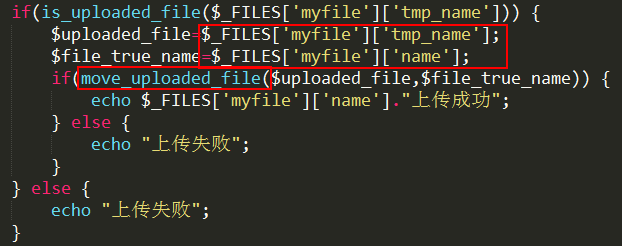 if(is_uploaded_file($_FILES['myfile']['tmp_name'])) {
$uploaded_file=$_FILES['myfile']['tmp_name'];
$file_true_name=$_FILES['myfile']['name'];
if(move_uploaded_file($uploaded_file,$file_true_name)) {
echo $_FILES['myfile']['name']."上传成功";
} else {
echo "上传失败";
}
} else {
echo "上传失败";
}